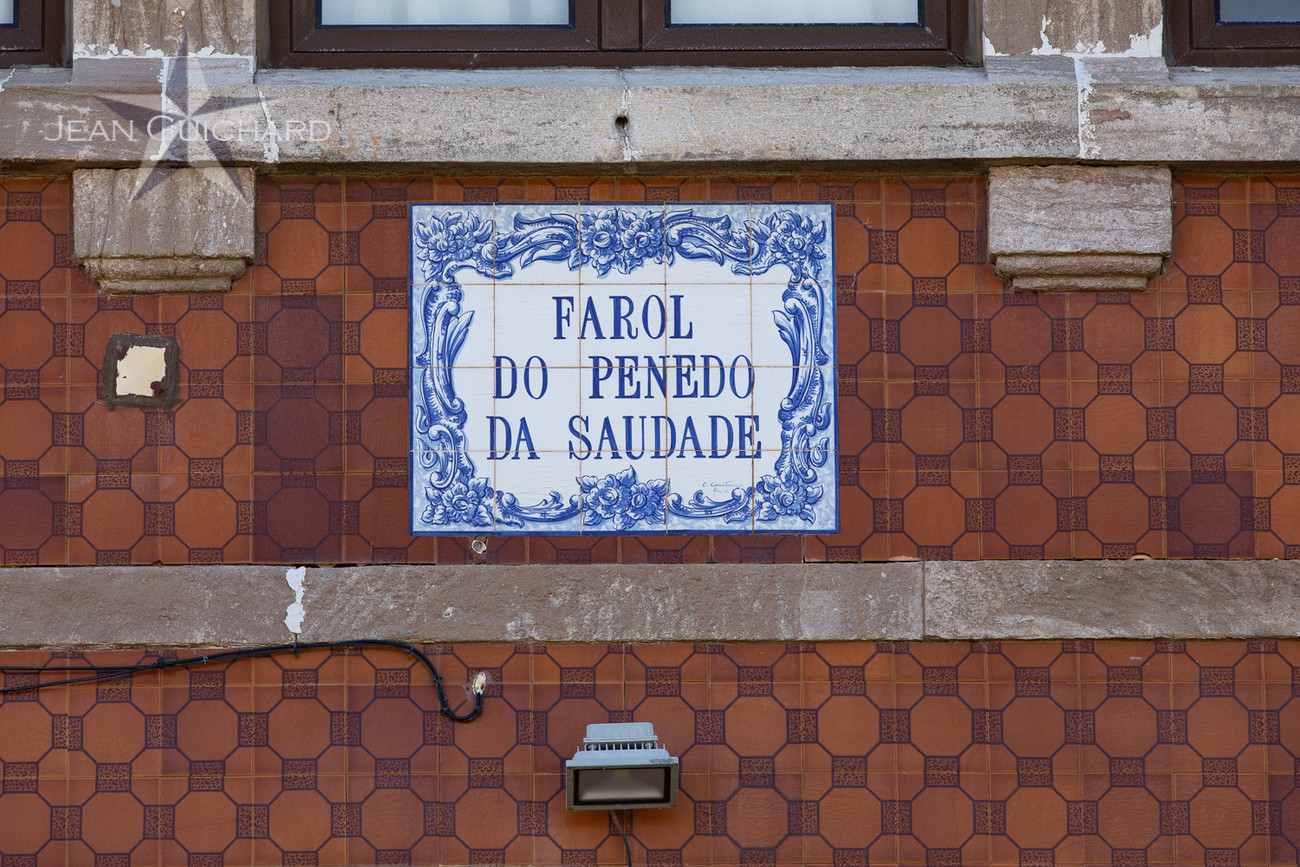 JEAN GUICHARD
FAROL
DO PENEDO
DA SAUDADE